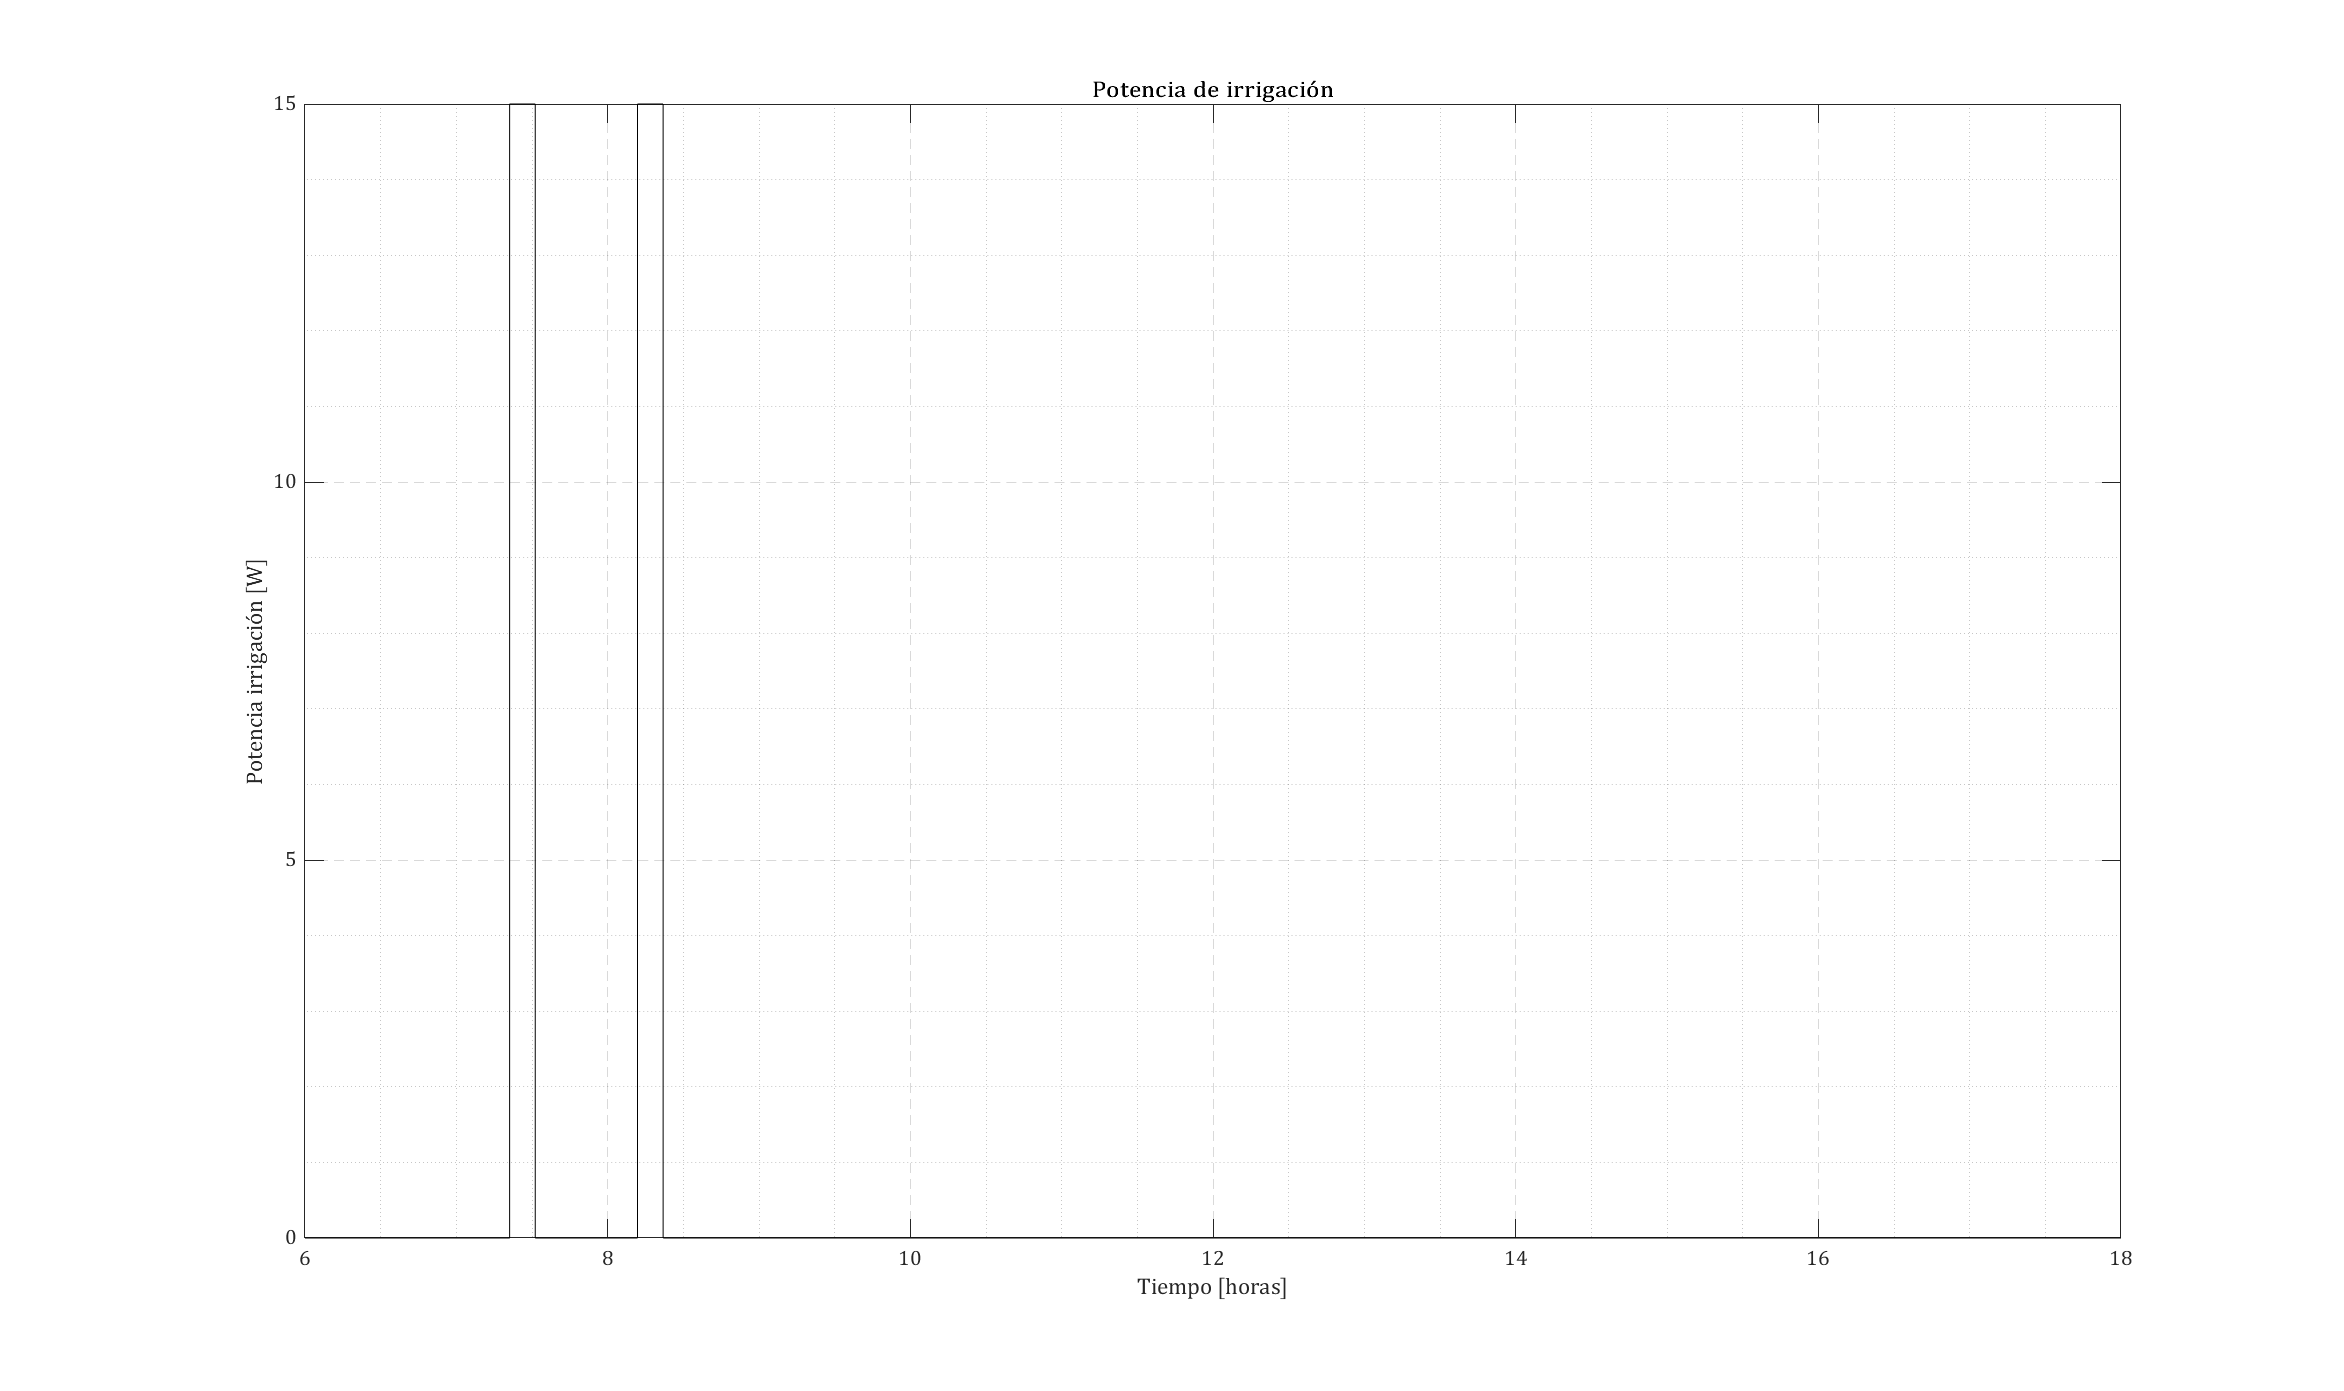 Potencia de irrigación
15
10
5
0
Potencia irrigación [W]
6 8 10 12 14 16 18
Tiempo [horas]